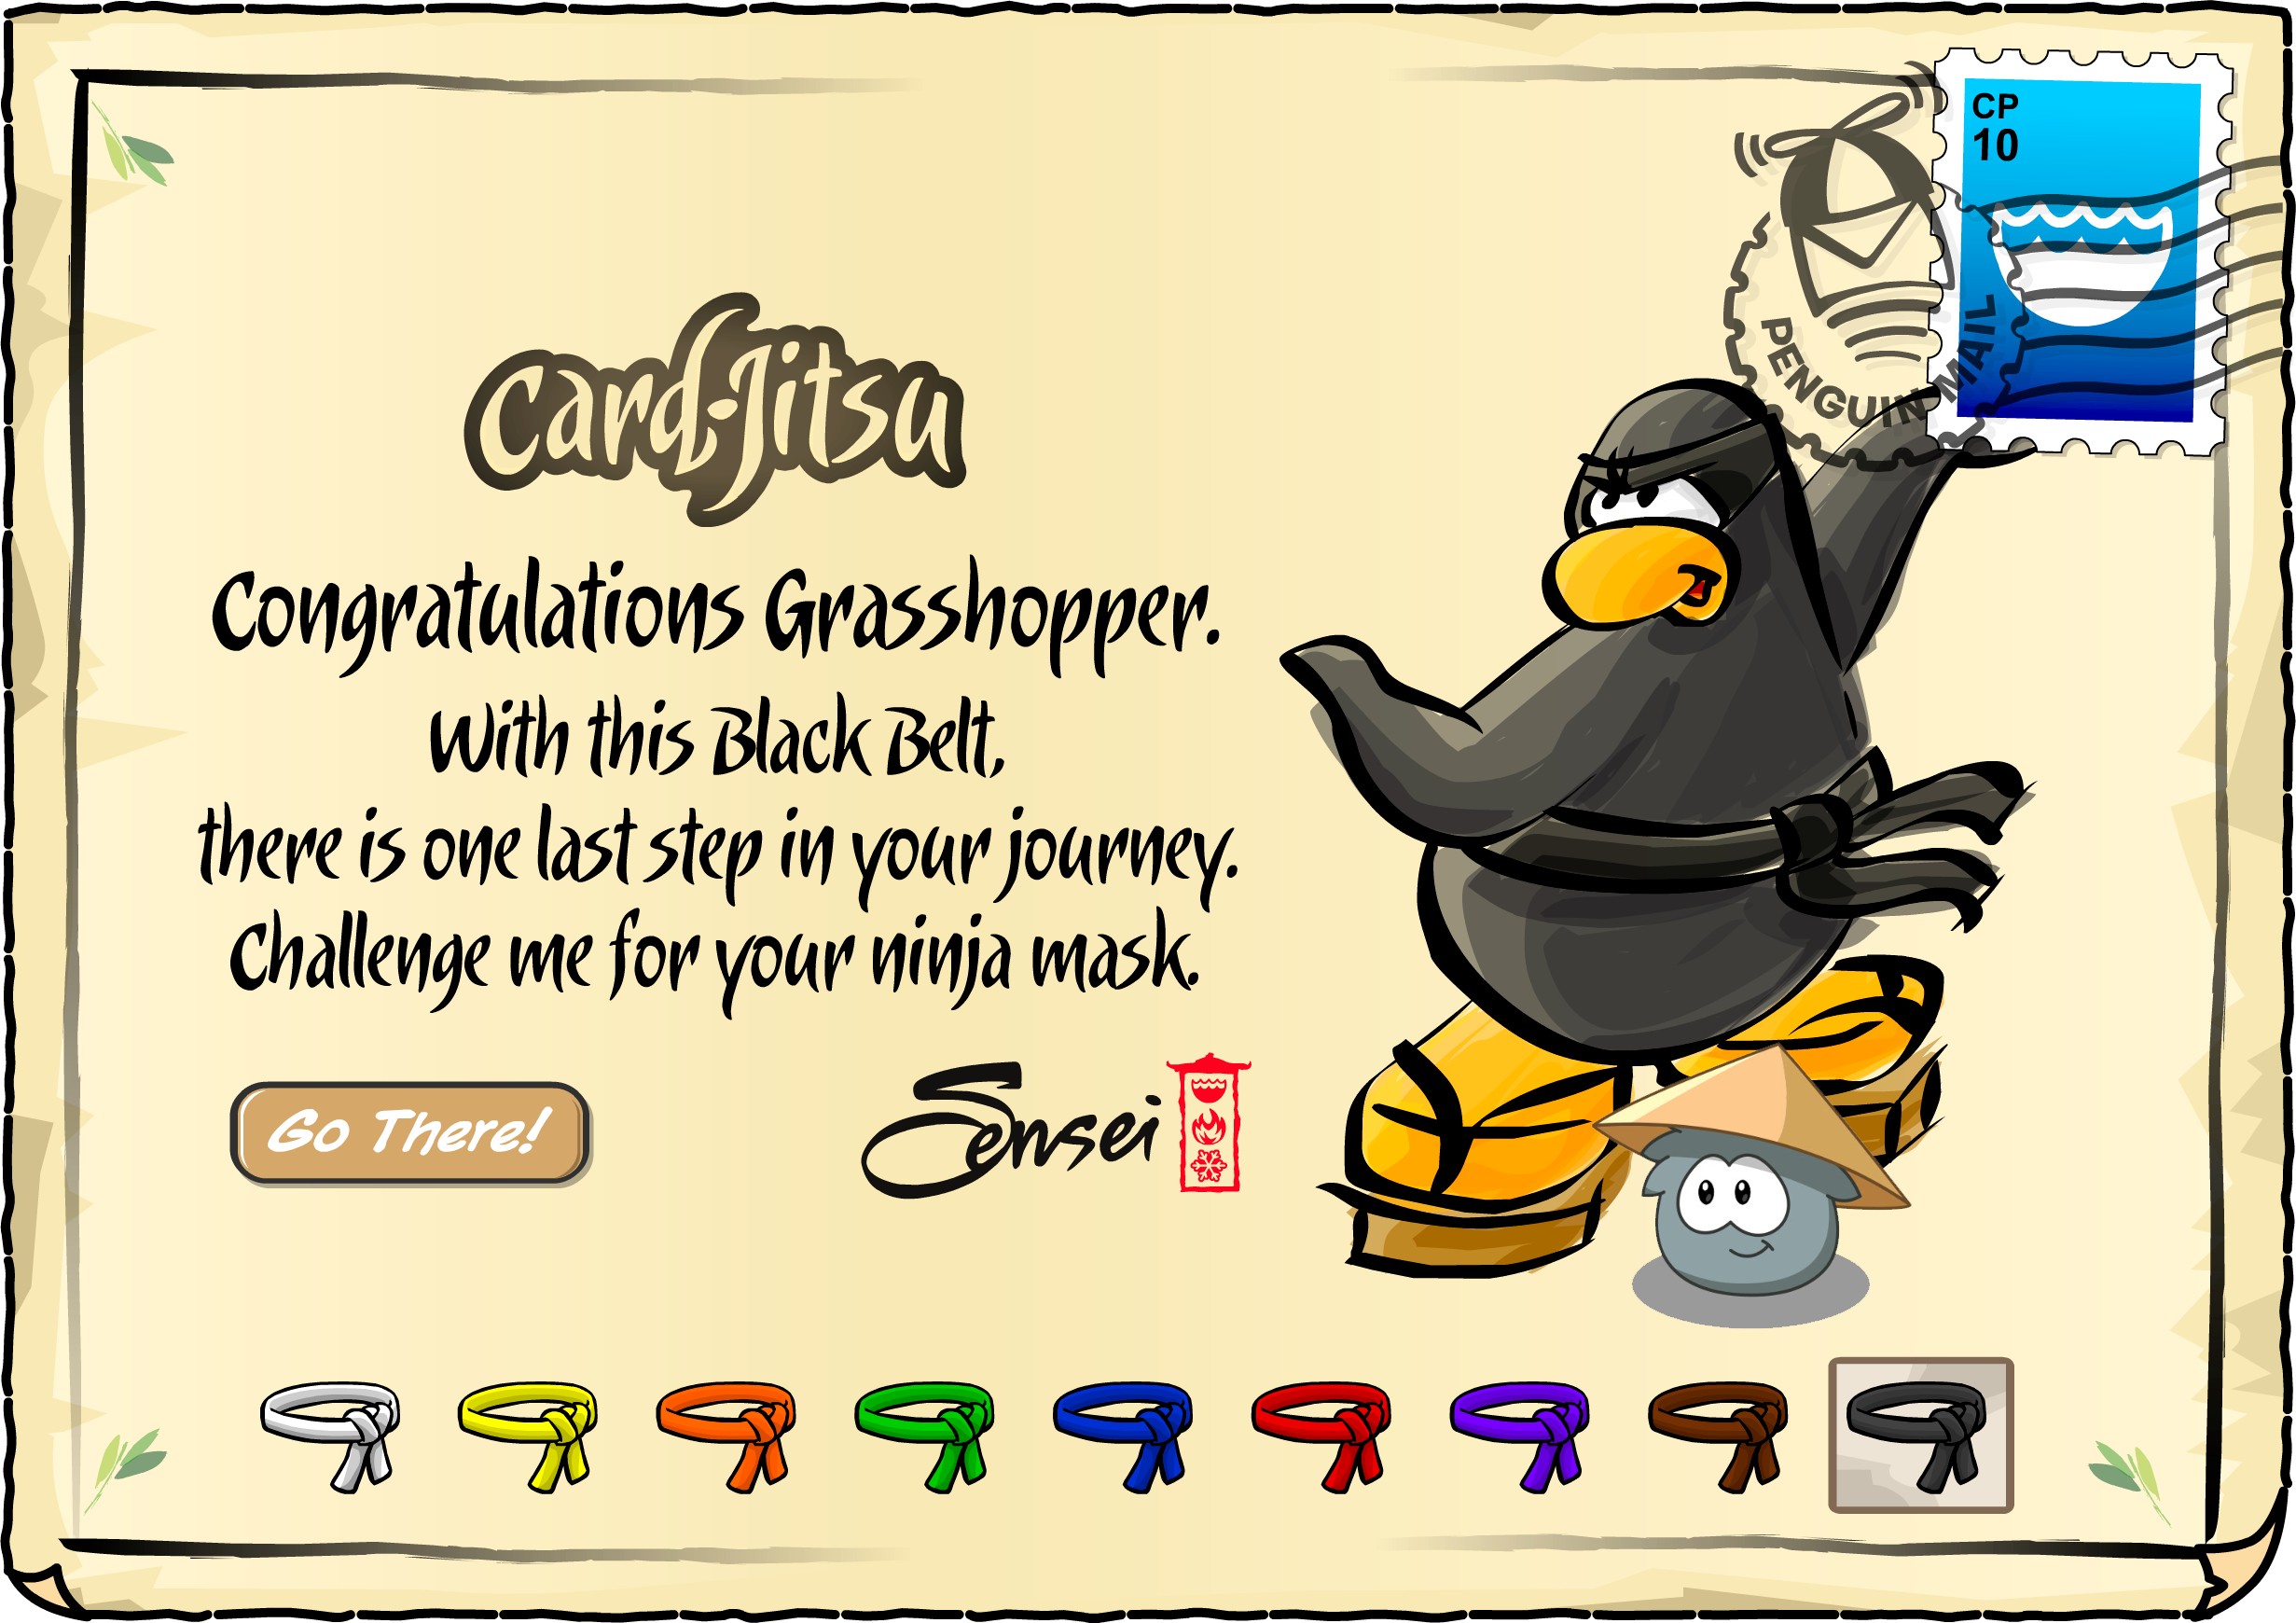 CP
10
PENGUIN MAIL
Card-Jitsu
Congratulations Grasshopper.
With this Black Belt,
there is one last step in your journey.
Challenge me for your ninja mask.
Go There!
Sensei